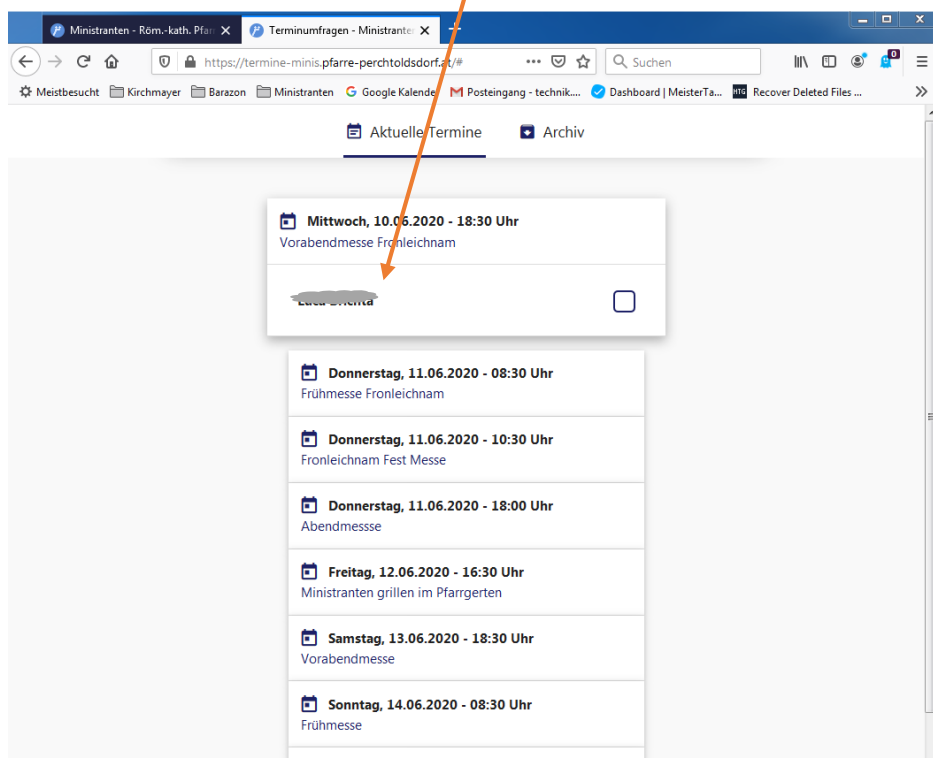 Ministranten - Röm.-kath. Pfar
Terminumfragen - Ministranten
https://termine-minis.pfarre-perchtoldsdorf.at/#
Suchen
0
Meistbesucht Kirchmayer Barazon Ministranten Google Kalender Posteingang - technik.... Dashboard | MeisterTa... HTG Recover Deleted Files ...
Aktuelle Termine Archiv
Mittwoch, 10.06.2020 - 18:30 Uhr
Vorabendmesse Fronleichnam
Donnerstag, 11.06.2020 - 08:30 Uhr
Frühmesse Fronleichnam
Donnerstag, 11.06.2020 - 10:30 Uhr
Fronleichnam Fest Messe
Donnerstag, 11.06.2020 - 18:00 Uhr
Abendmessse
Freitag, 12.06.2020 - 16:30 Uhr
Ministranten grillen im Pfarrgerten
Samstag, 13.06.2020 - 18:30 Uhr
Vorabendmesse
Sonntag, 14.06.2020 - 08:30 Uhr
Frühmesse